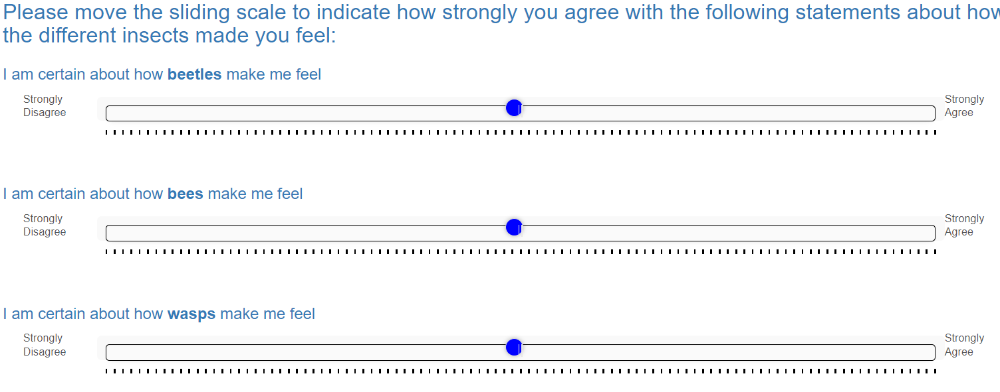 Please move the sliding scale to indicate how strongly you agree with the following statements about how
the different insects made you feel:
I am certain about how beetles make me feel
Strongly
Disagree
Strongly
Agree
I am certain about how bees make me feel
Strongly
Disagree
Strongly
Agree
I am certain about how wasps make me feel
Strongly
Disagree
Strongly
Agree